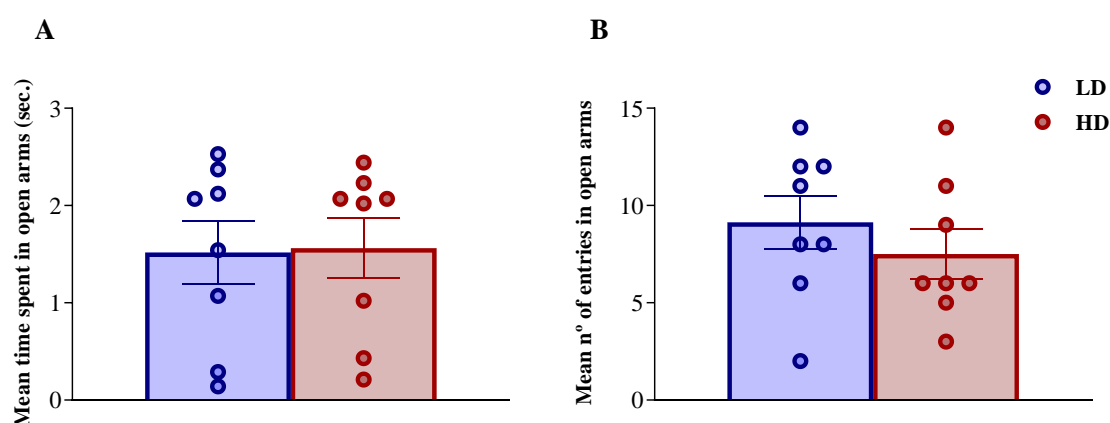 A
B
Mean time spent in open arms (sec.)
3
2
1
0
Mean nº of entries in open arms
15
10
5
0
LD
HD